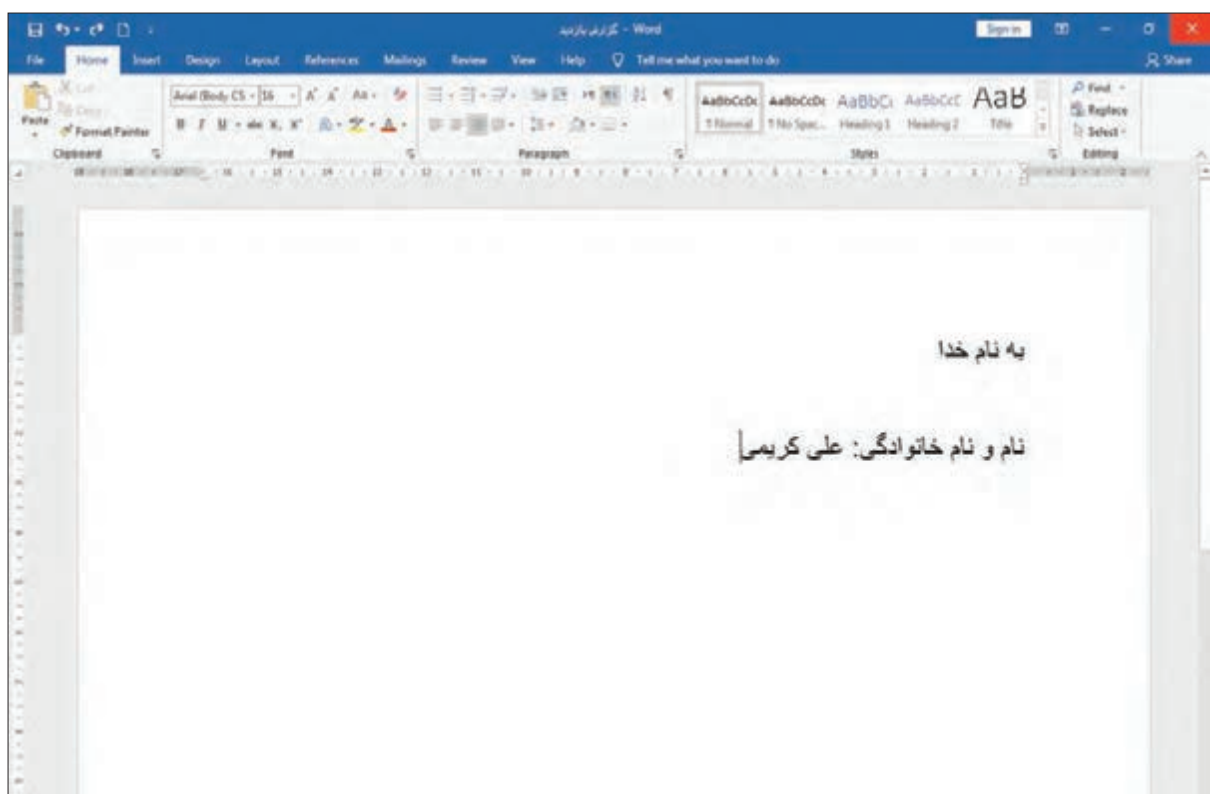 گزارش بازدید - Word
Sign in
File Home Insert Design Layout References Mailings Review View Help Tell me what you want to do Share
Paste
Cut
Copy
Format Painter
Clipboard
Arial (Body CS 16
Font
Paragraph
AaBbCcDc AaBbCcDc AaBbCc AaBbCcC AaB
¶ Normal ¶ No Spac... Heading 1 Heading 2 Title
Styles
Find
Replace
Select
Editing
به نام خدا
نام و نام خانوادگی: علی کریمی